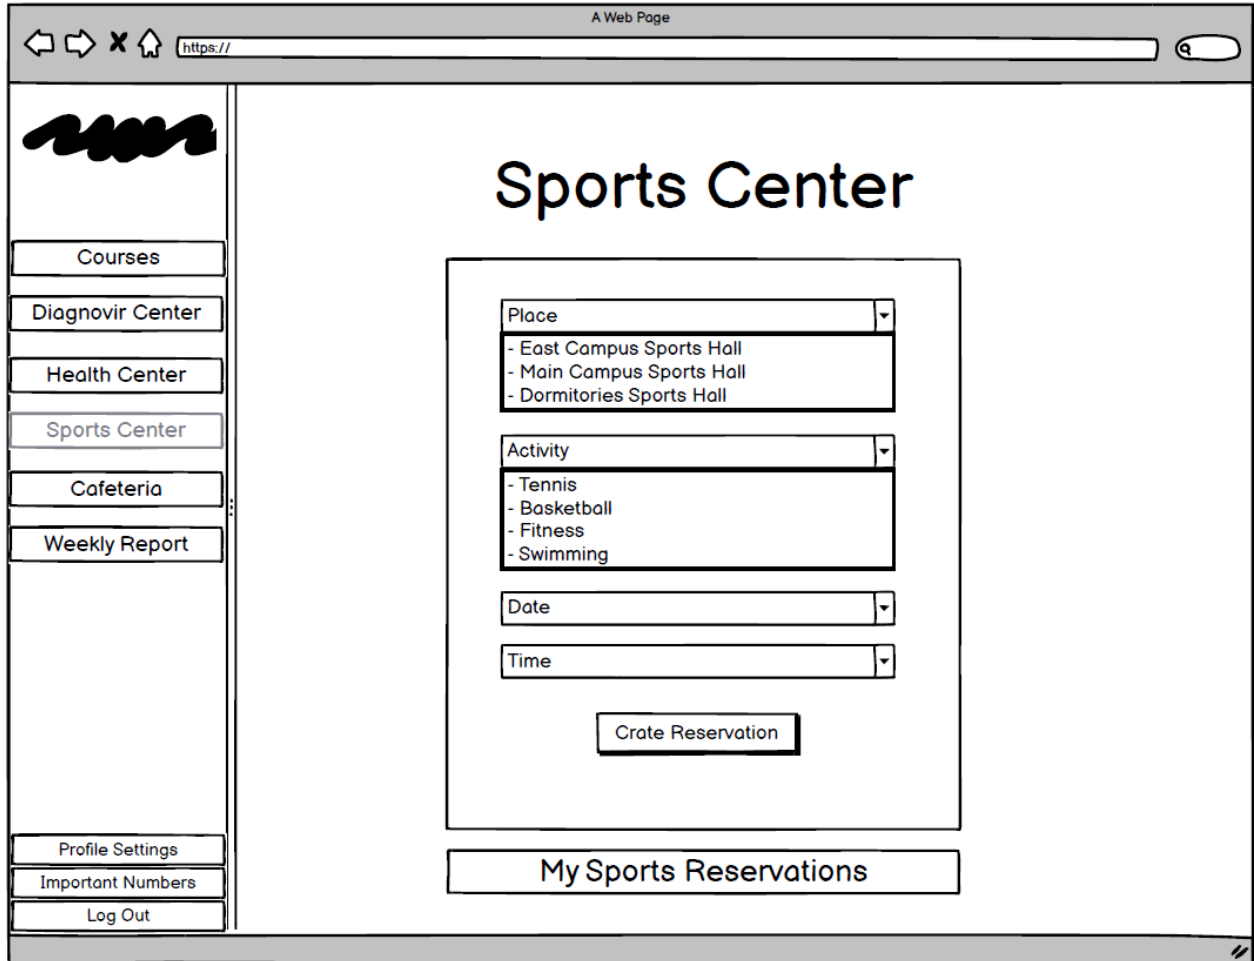 A Web Page
https://
Courses
Diagnovir Center
Health Center
Sports Center
Cafeteria
Weekly Report
Profile Settings
Important Numbers
Log Out
Sports Center
Place
- East Campus Sports Hall
- Main Campus Sports Hall
- Dormitories Sports Hall
Activity
- Tennis
- Basketball
- Fitness
- Swimming
Date
Time
Crate Reservation
My Sports Reservations